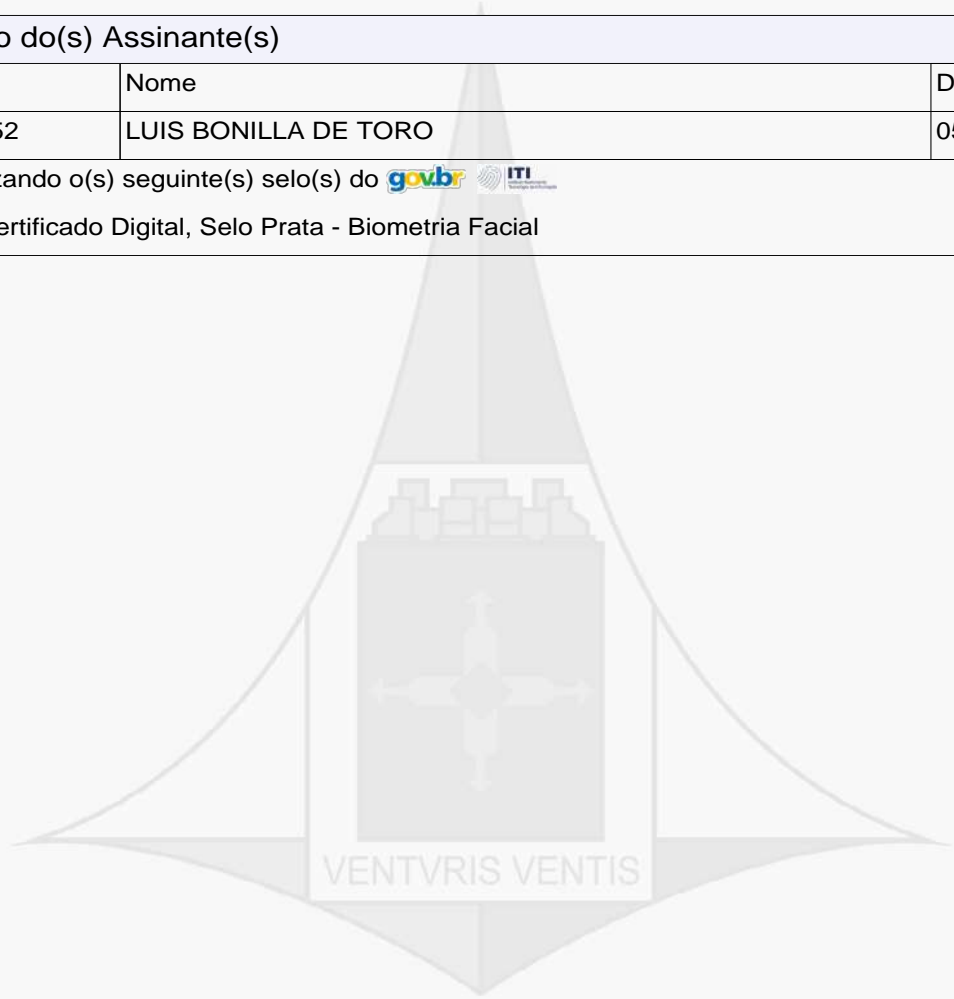 o do(s) Assinante(s)
Nome D
52 LUIS BONILLA DE TORO 05
zando o(s) seguinte(s) selo(s) do gov.br ITI
ertificado Digital, Selo Prata - Biometria Facial
VENTVRIS VENTIS